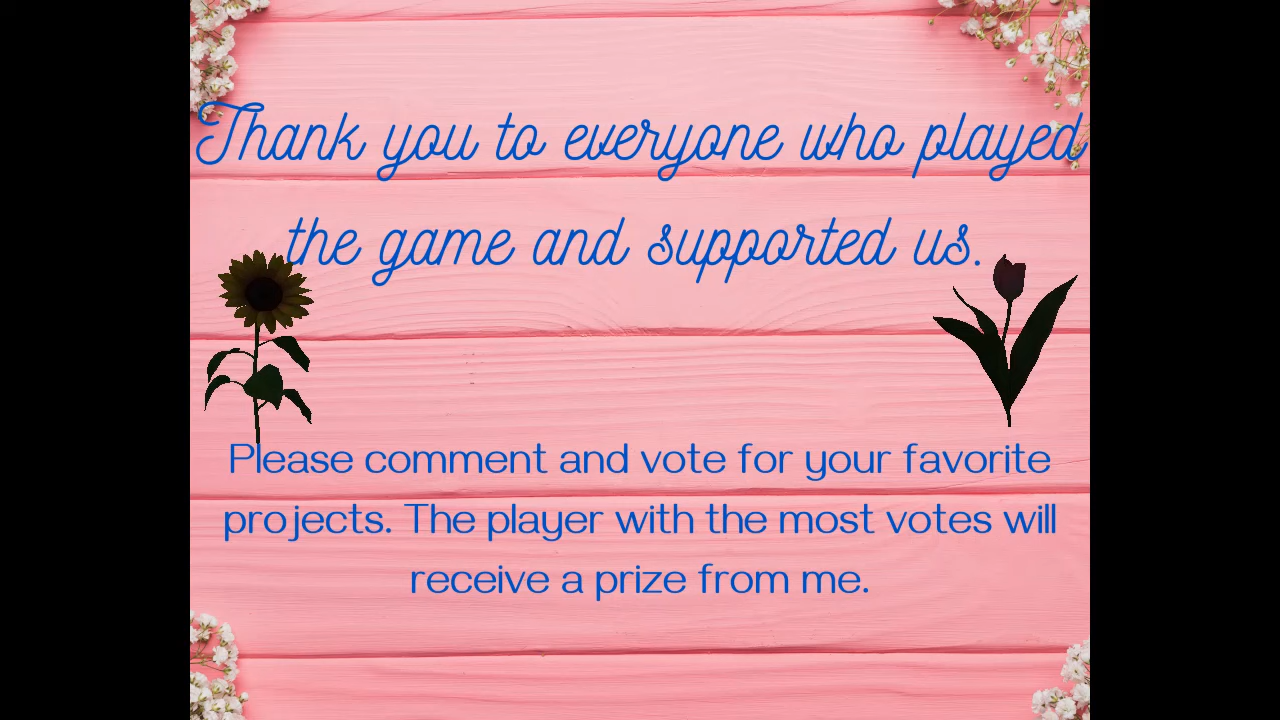 Thank you to everyone who played
the game and supported us.
Please comment and vote for your favorite
projects. The player with the most votes will
receive a prize from me.